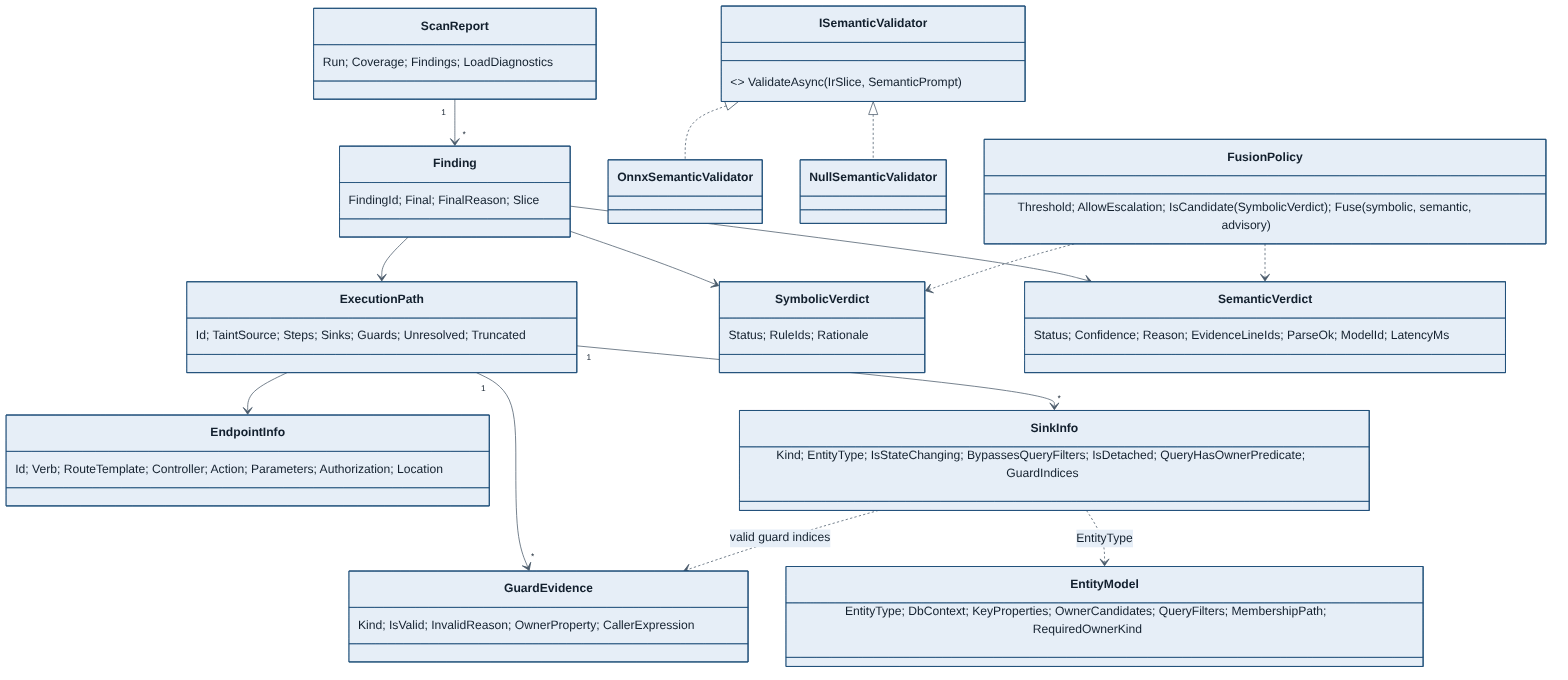 ScanReport
Run; Coverage; Findings; LoadDiagnostics
ISemanticValidator
<> ValidateAsync(IrSlice, SemanticPrompt)
1
*
Finding
FindingId; Final; FinalReason; Slice
OnnxSemanticValidator
NullSemanticValidator
FusionPolicy
Threshold; AllowEscalation; IsCandidate(SymbolicVerdict); Fuse(symbolic, semantic,
advisory)
ExecutionPath
Id; TaintSource; Steps; Sinks; Guards; Unresolved; Truncated
SymbolicVerdict
Status; RuleIds; Rationale
SemanticVerdict
Status; Confidence; Reason; EvidenceLineIds; ParseOk; ModelId; LatencyMs
1
1
*
EndpointInfo
Id; Verb; RouteTemplate; Controller; Action; Parameters; Authorization; Location
SinkInfo
Kind; EntityType; IsStateChanging; BypassesQueryFilters; IsDetached; QueryHasOwnerPredicate;
GuardIndices
valid guard indices
EntityType
*
GuardEvidence
Kind; IsValid; InvalidReason; OwnerProperty; CallerExpression
EntityModel
EntityType; DbContext; KeyProperties; OwnerCandidates; QueryFilters; MembershipPath;
RequiredOwnerKind